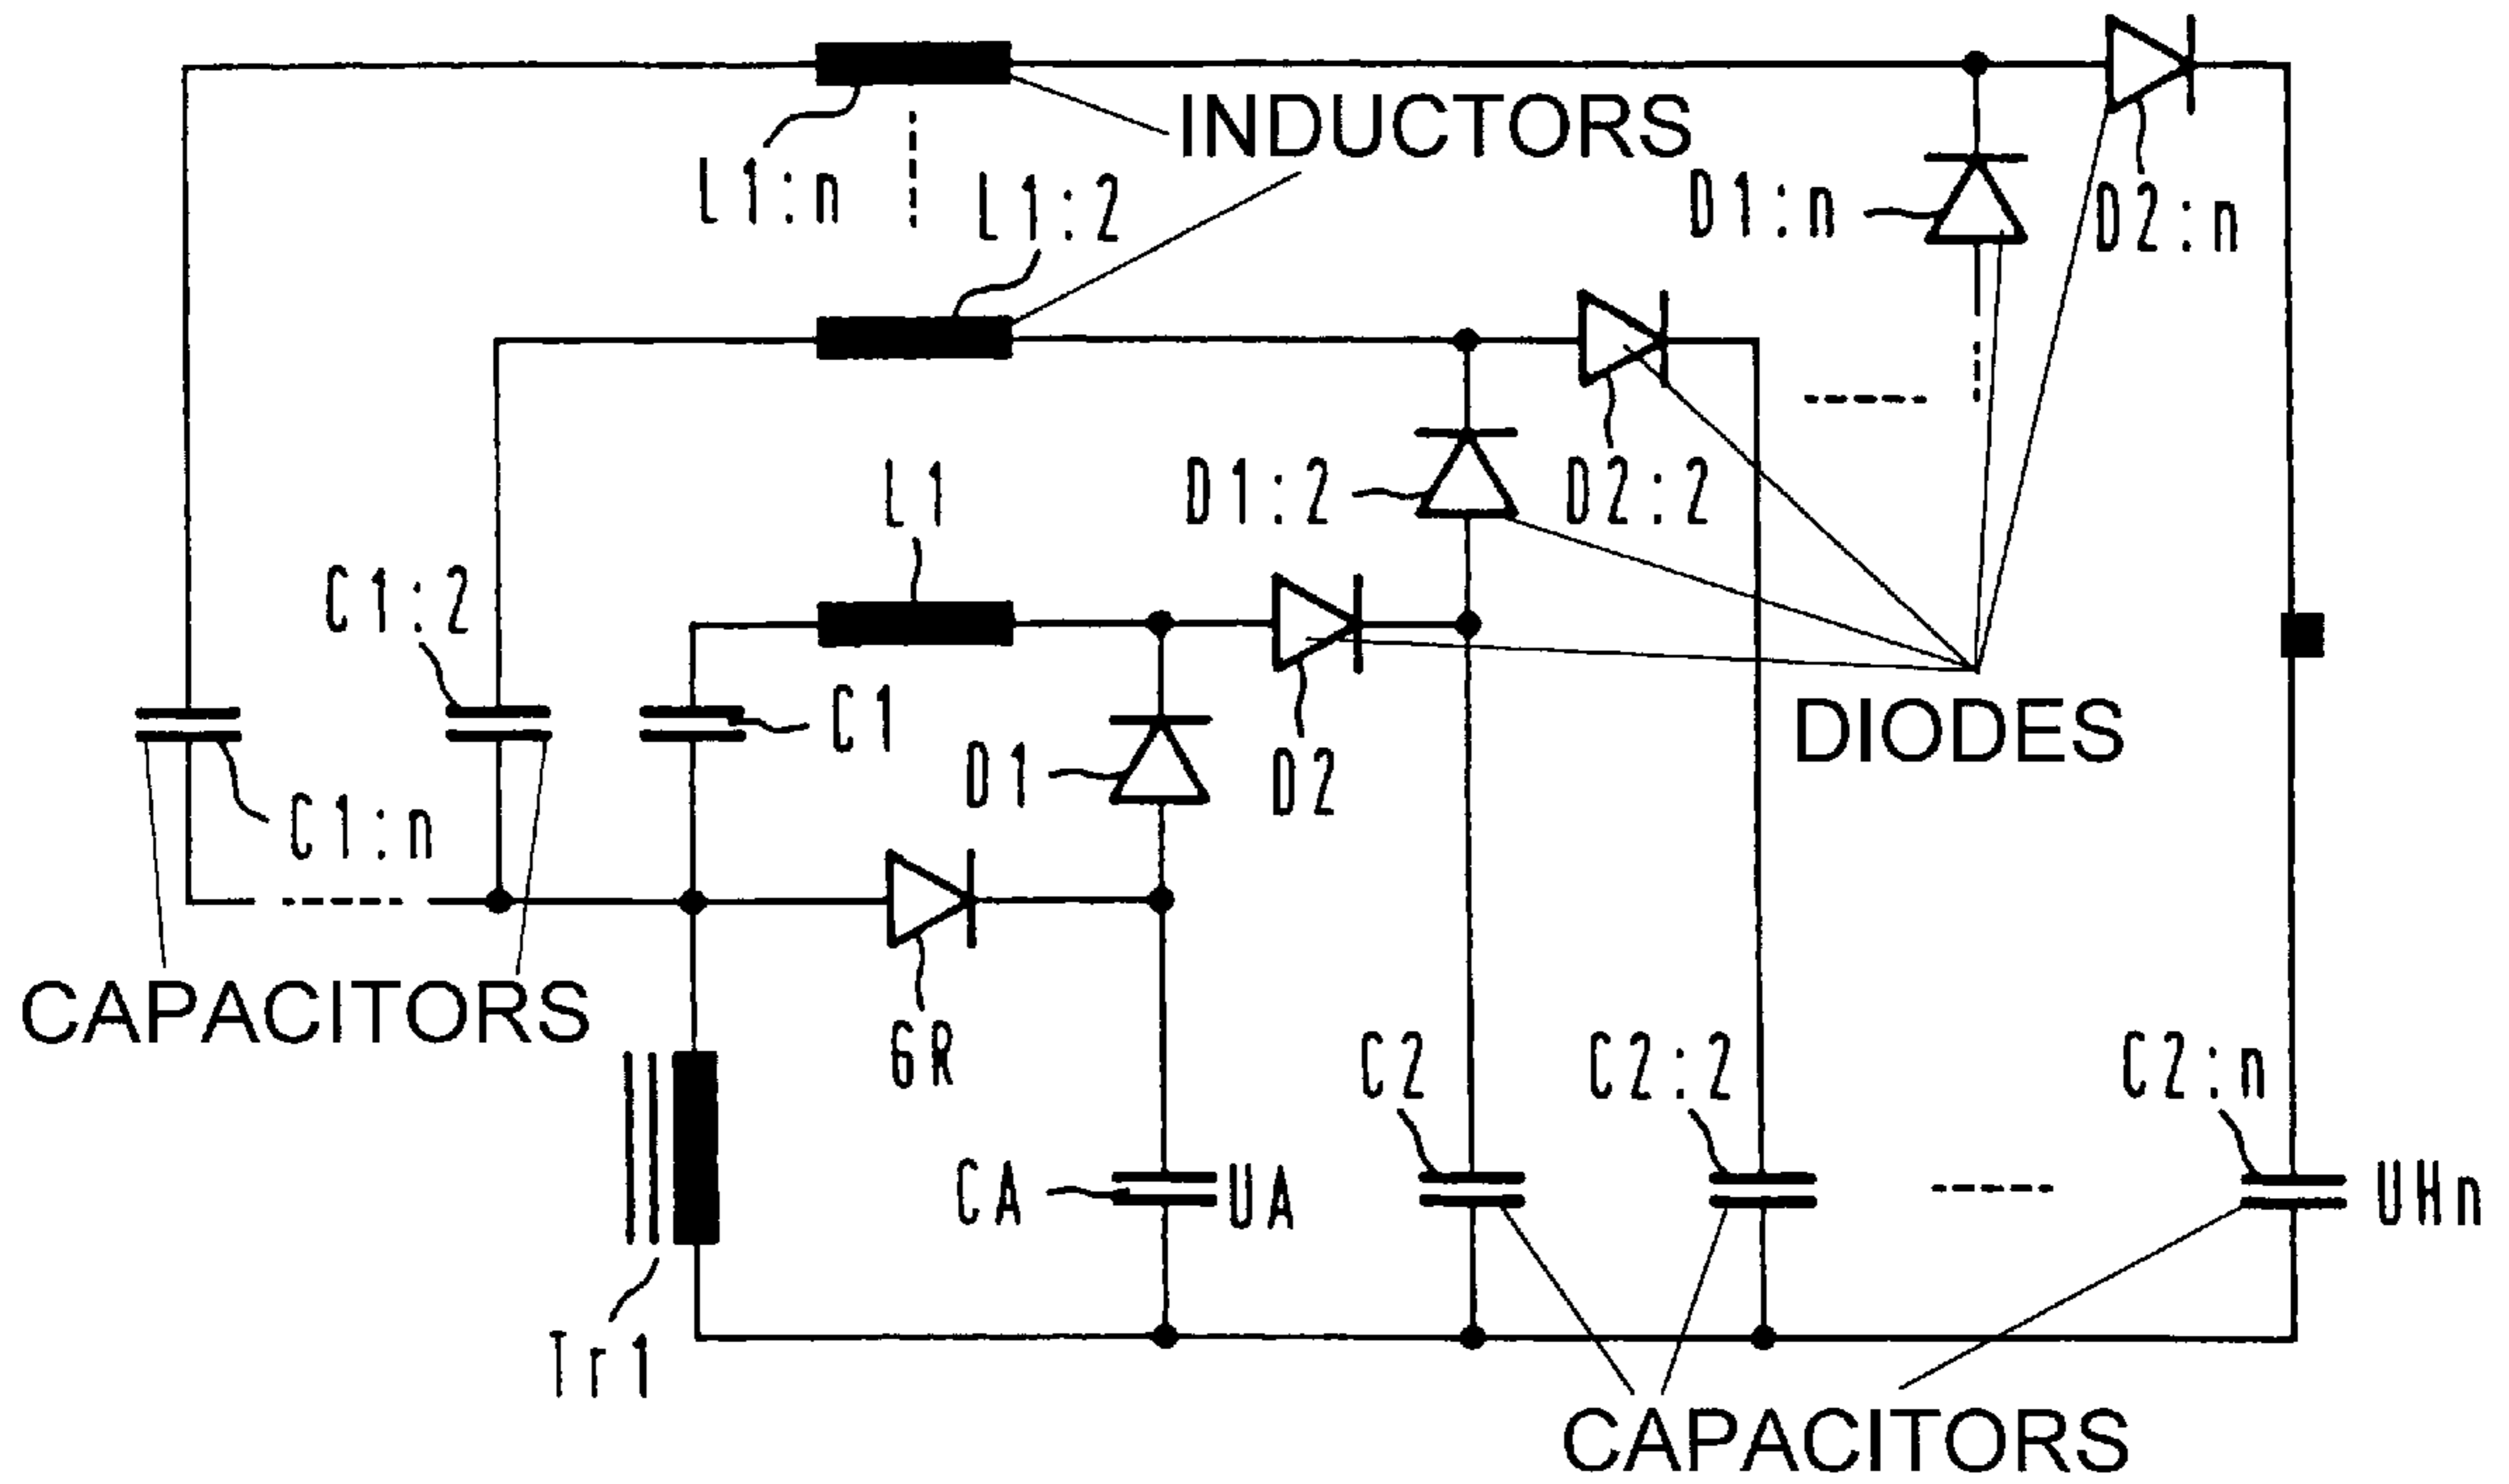 INDUCTORS
L1:n
L1:2
D1:n
D2:n
L1
D1:2
D2:2
C1:2
C1
D1
D2
DIODES
C1:n
CAPACITORS
GR
C2
C2:2
C2:n
CA
UA
UHn
Tr1
CAPACITORS